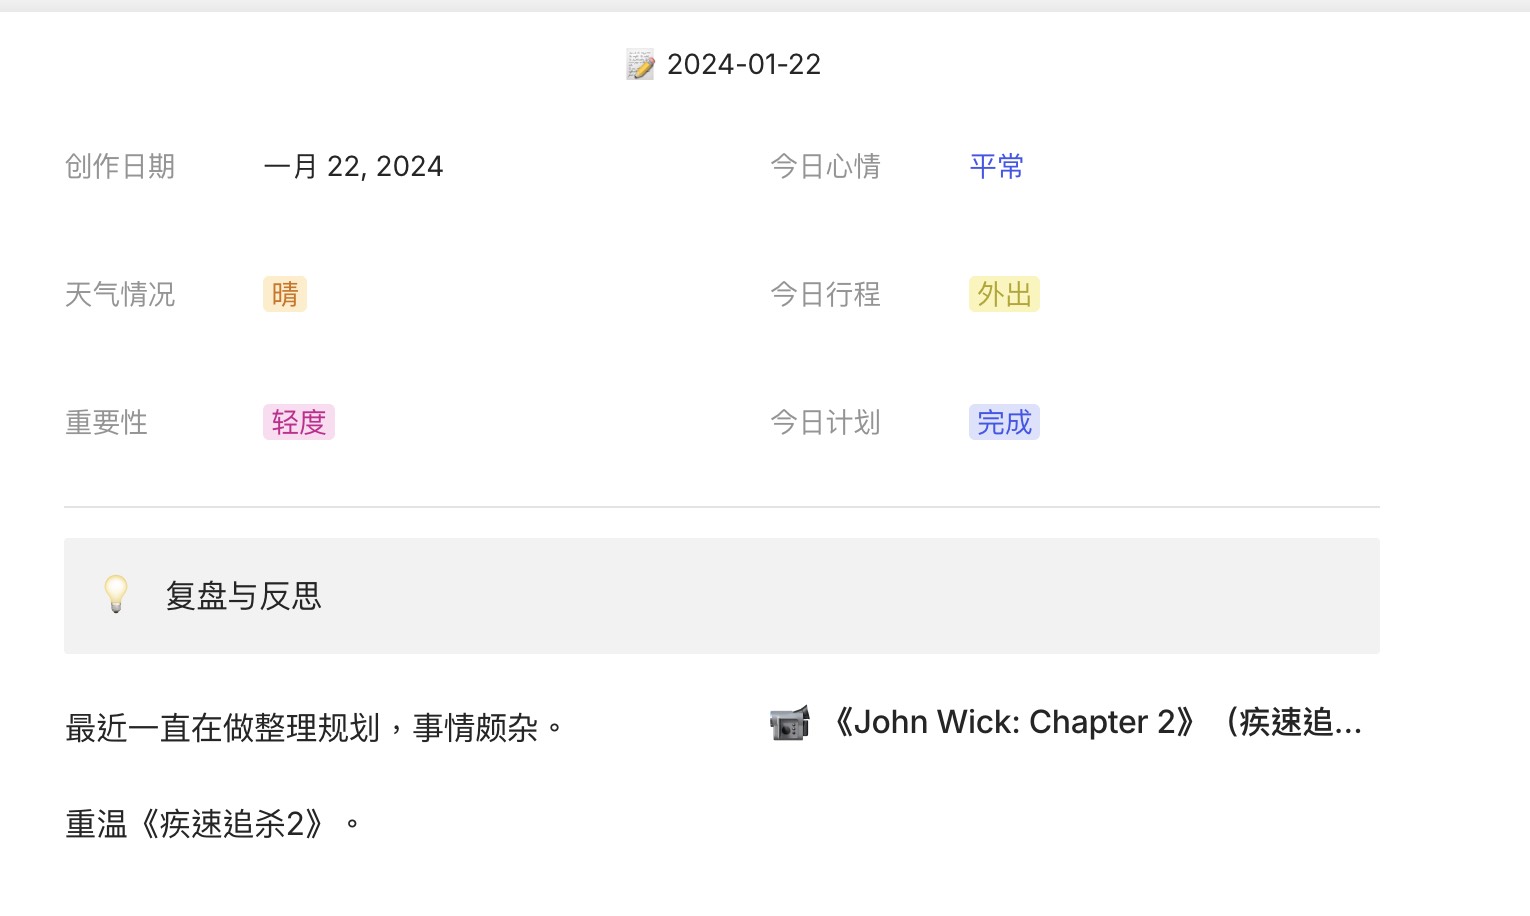 2024-01-22
创作日期 一月 22, 2024 今日心情 平常
天气情况 晴 今日行程 外出
重要性 轻度 今日计划 完成
复盘与反思
最近一直在做整理规划，事情颇杂。
《John Wick: Chapter 2》（疾速追...
重温《疾速追杀2》。